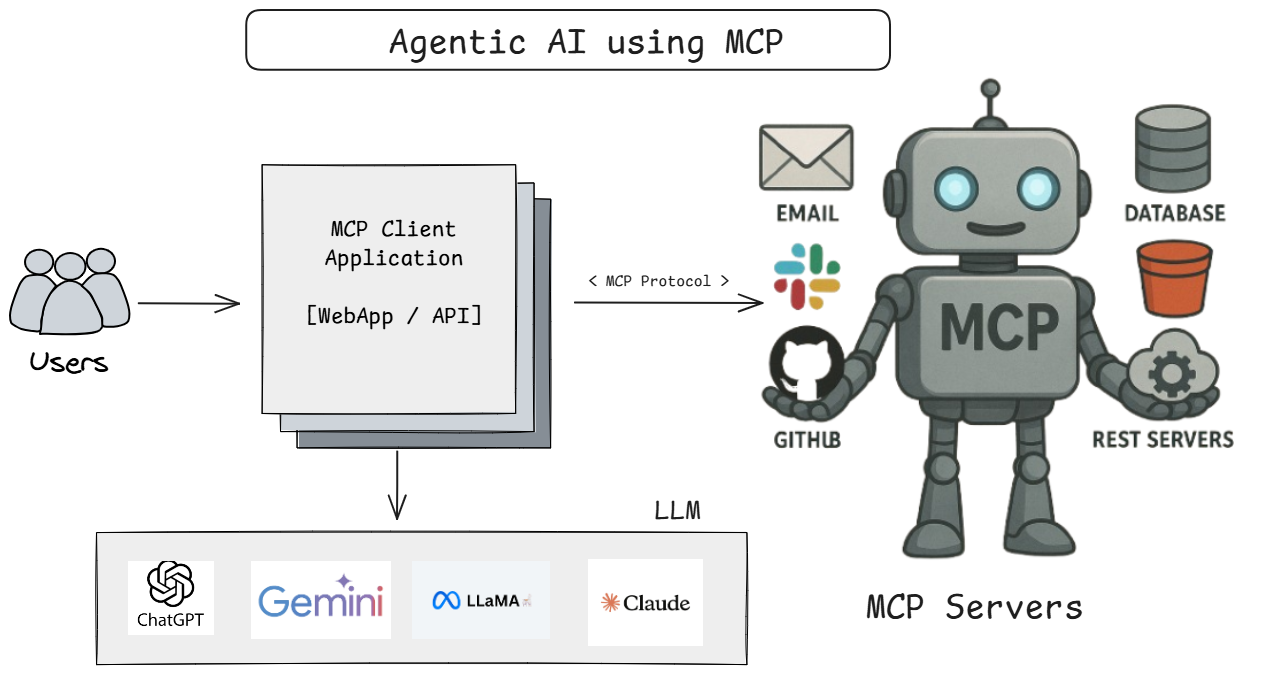 Agentic AI using MCP
EMAIL
DATABASE
MCP Client
Application
[WebApp / API]
< MCP Protocol >
MCP
Users
GITHUB
REST SERVERS
LLM
ChatGPT
Gemini
LLaMA
Claude
MCP Servers